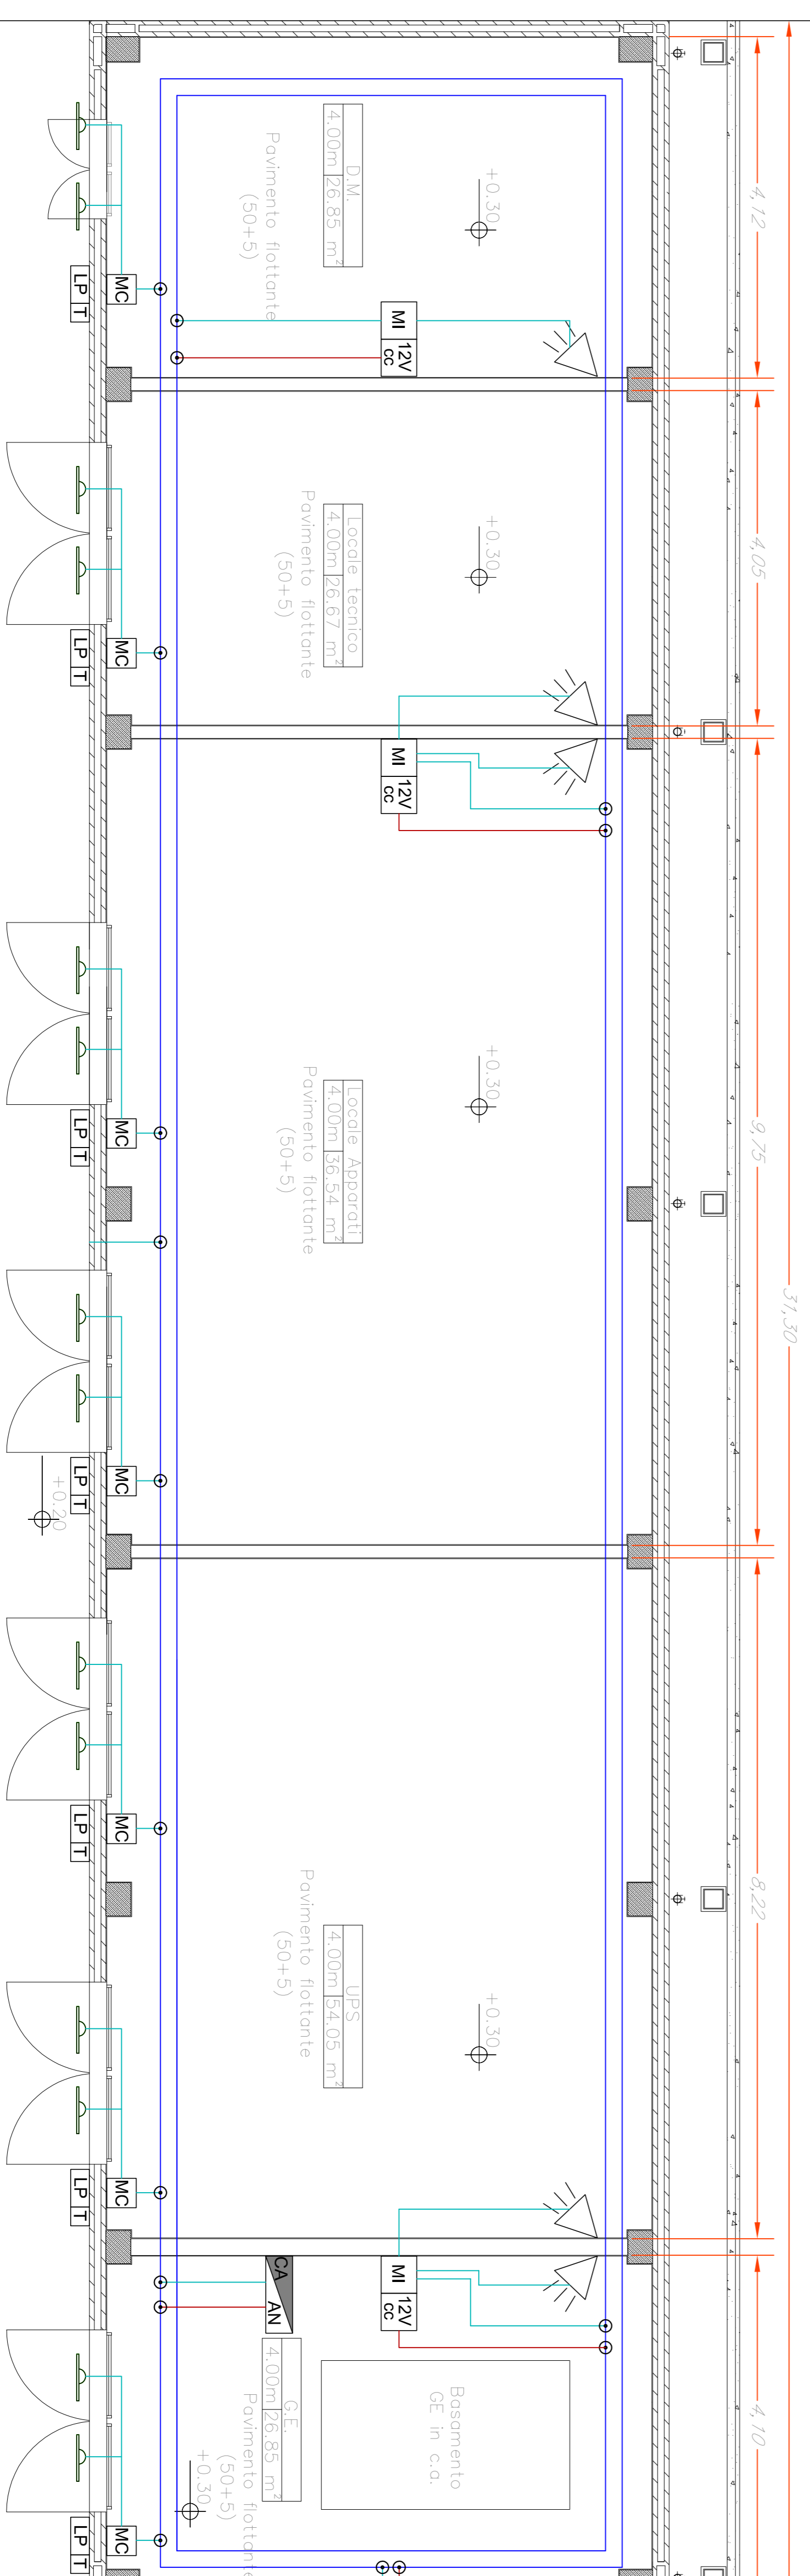 4,12
4,05
9,75
31,30
8,22
4,10
+0.30
D.M.
4.00m 26.85 m²
Pavimento flottante
(50+5)
MI 12V cc
MC
LP T
+0.30
Locale tecnico
4.00m 26.67 m²
Pavimento flottante
(50+5)
MC
LP T
MI 12V cc
+0.30
Locale Apparati
4.00m 36.54 m²
Pavimento flottante
(50+5)
MC
LP T
MC
LP T
+0.20
MC
LP T
+0.30
UPS
4.00m 54.05 m²
Pavimento flottante
(50+5)
MC
LP T
MI 12V cc
CA AN
Basamento
GE in c.a.
G.E.
4.00m 26.85 m²
Pavimento flottante
(50+5)
+0.30
MC
LP T